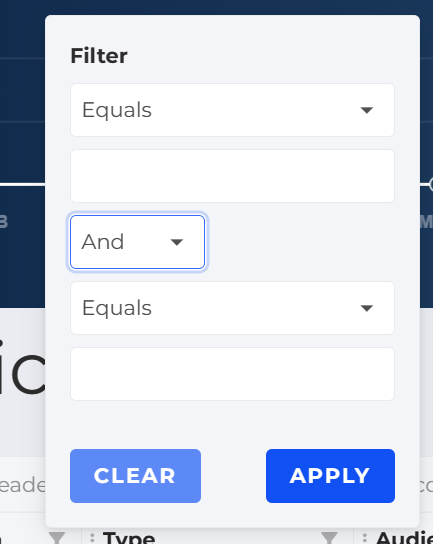 Filter
Equals
And
Equals
CLEAR
APPLY
Type